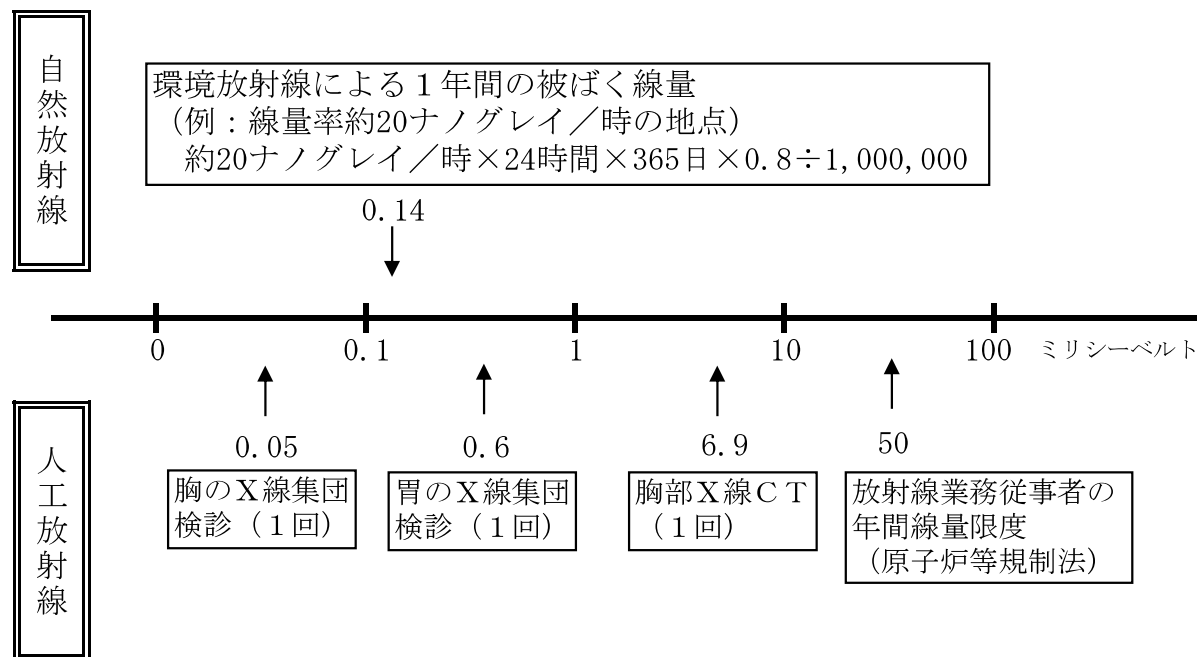 自然放射線
環境放射線による１年間の被ばく線量
（例：線量率約20ナノグレイ／時の地点）
約20ナノグレイ／時×24時間×365日×0.8÷1,000,000
0.14
0
0.1
1
10
100
ミリシーベルト
人工放射線
0.05
胸のＸ線集団
検診（１回）
0.6
胃のＸ線集団
検診（１回）
6.9
胸部Ｘ線ＣＴ
（１回）
50
放射線業務従事者の
年間線量限度
（原子炉等規制法）